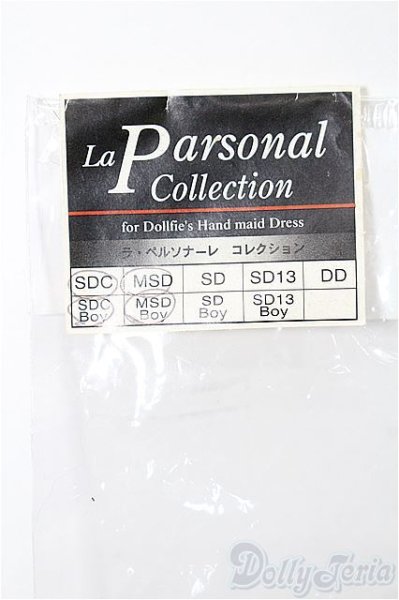 La Parsonal
Collection
for Dollfie's Hand maid Dress
ラ・ペルソナーレ コレクション
SDC MSD SD SD13 DD
SDC Boy MSD Boy SD Boy SD13 Boy
DollyTeria